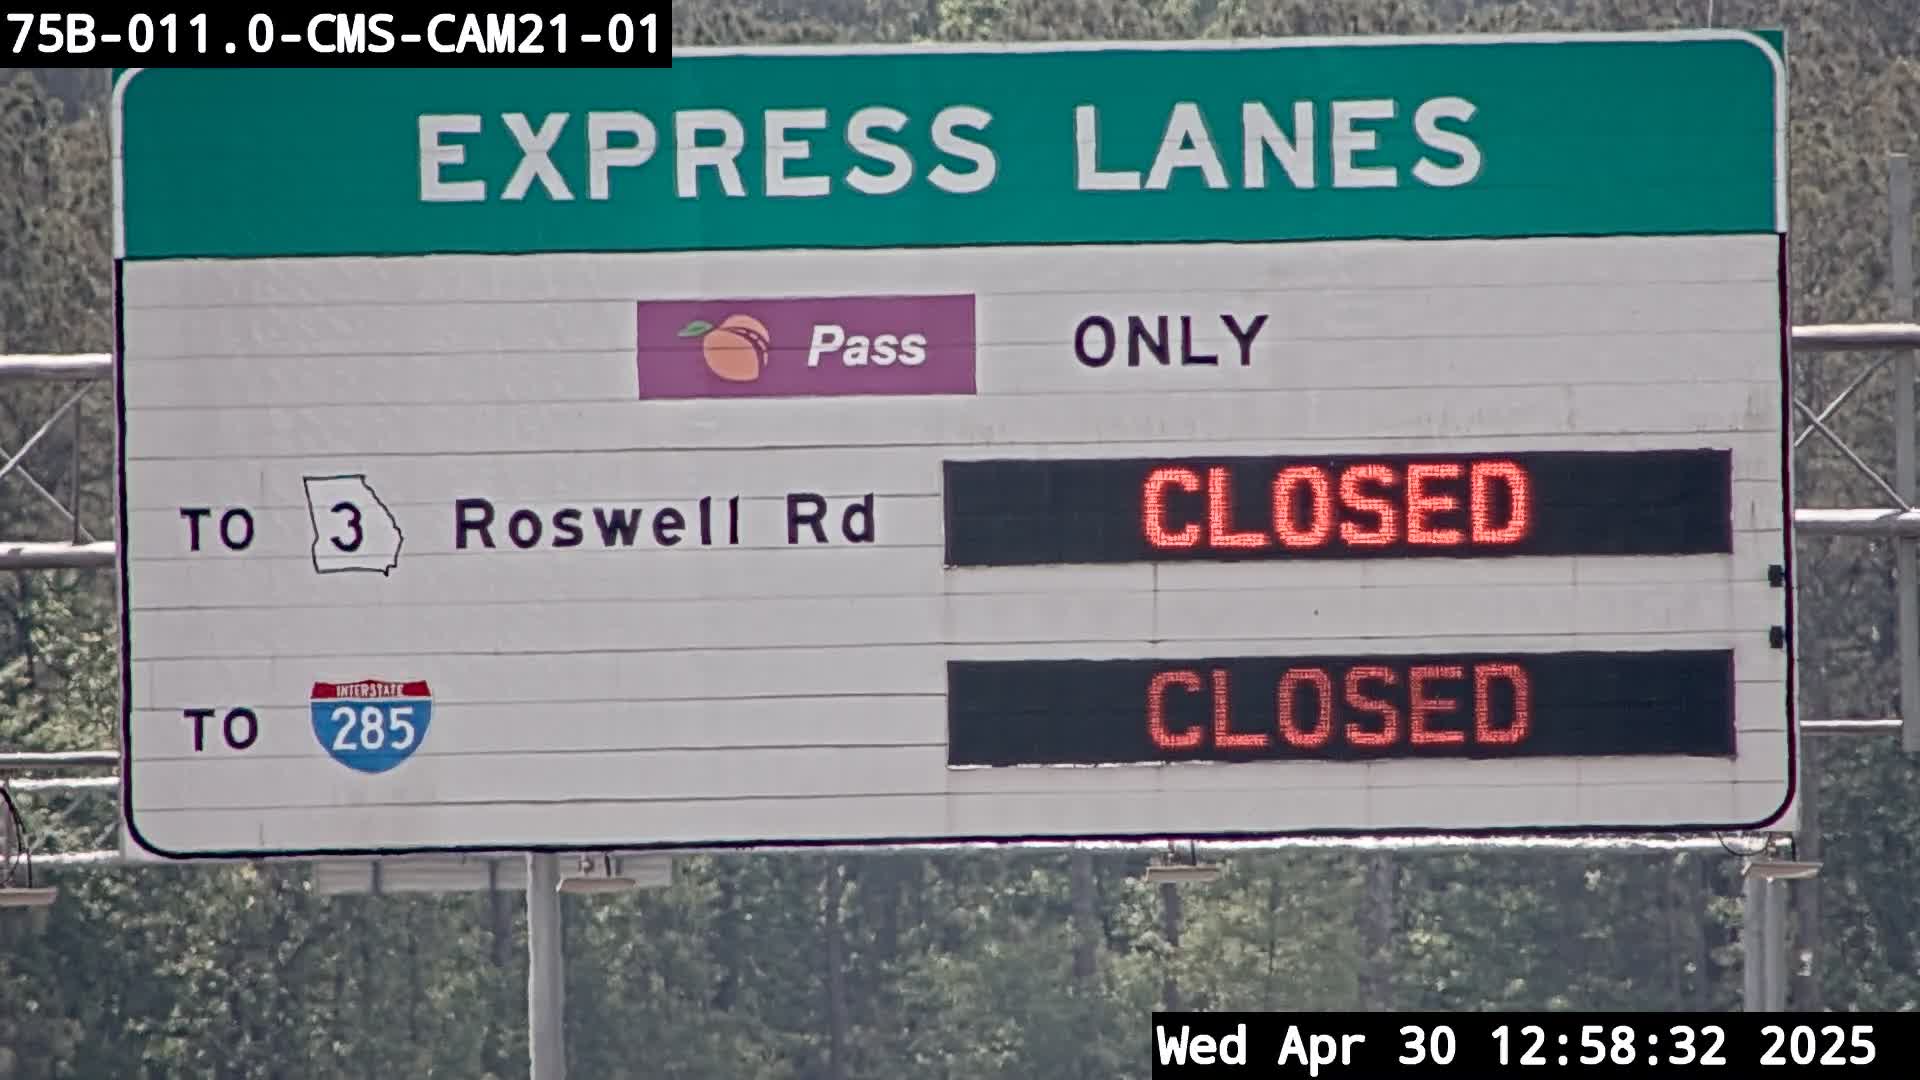 75B-011.0-CMS-CAM21-01
EXPRESS LANES
Pass ONLY
TO 3 Roswell Rd CLOSED
TO INTERSTATE 285 CLOSED
Wed Apr 30 12:58:32 2025